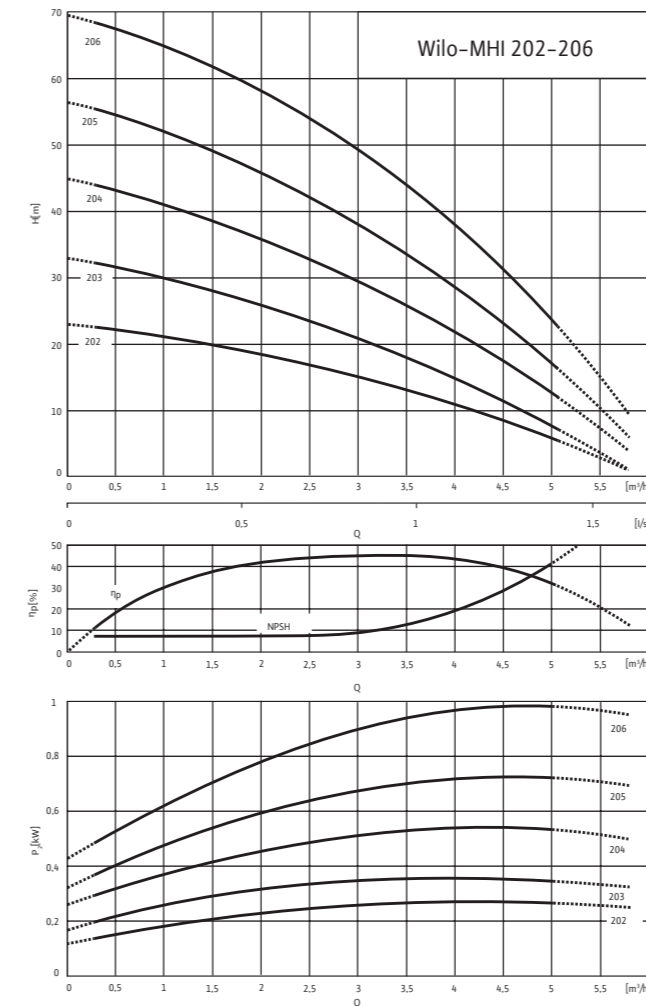 Wilo-MHI 202-206
70
60
50
40
30
20
10
0
H[m]
206
205
204
203
202
0 0,5 1 1,5 2 2,5 3 3,5 4 4,5 5 5,5 [m³/h
0 0,5 1 1,5 [l/s
Q
50
40
30
20
10
0
ηp[%]
ηp
NPSH
0 0,5 1 1,5 2 2,5 3 3,5 4 4,5 5 5,5 [m³/h
Q
1
0,8
0,6
0,4
0,2
0
P₂[kW]
206
205
204
203
202
0 0,5 1 1,5 2 2,5 3 3,5 4 4,5 5 5,5 [m³/h
Q